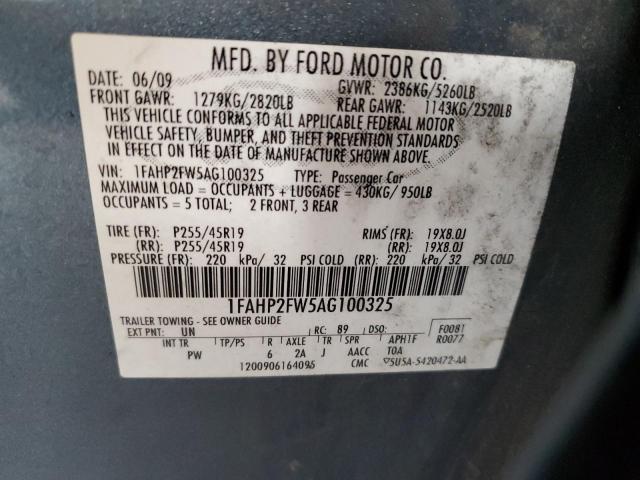 MFD. BY FORD MOTOR CO.
DATE: 06/09 GVWR: 2386KG/5260LB
FRONT GAWR: 1279KG/2820LB REAR GAWR: 1143KG/2520LB
THIS VEHICLE CONFORMS TO ALL APPLICABLE FEDERAL MOTOR
VEHICLE SAFETY, BUMPER, AND THEFT PREVENTION STANDARDS
IN EFFECT ON THE DATE OF MANUFACTURE SHOWN ABOVE.
VIN: 1FAHP2FW5AG100325 TYPE: Passenger Car
MAXIMUM LOAD = OCCUPANTS + LUGGAGE = 430KG/ 950LB
OCCUPANTS = 5 TOTAL; 2 FRONT, 3 REAR
TIRE (FR): P255/45R19 RIMS (FR): 19X8.0J
(RR): P255/45R19 (RR): 19X8.0J
PRESSURE (FR): 220 kPa/ 32 PSI COLD (RR): 220 kPa/ 32 PSI COLD
1FAHP2FW5AG100325
TRAILER TOWING - SEE OWNER GUIDE
EXT PNT: UN RC: 89 DSO: F0081
INT TR TP/PS R AXLE TR SPR APH1F R0077
PW 6 2A J AACC TOA
1200906164095 CMC ▽5U5A-5420472-AA